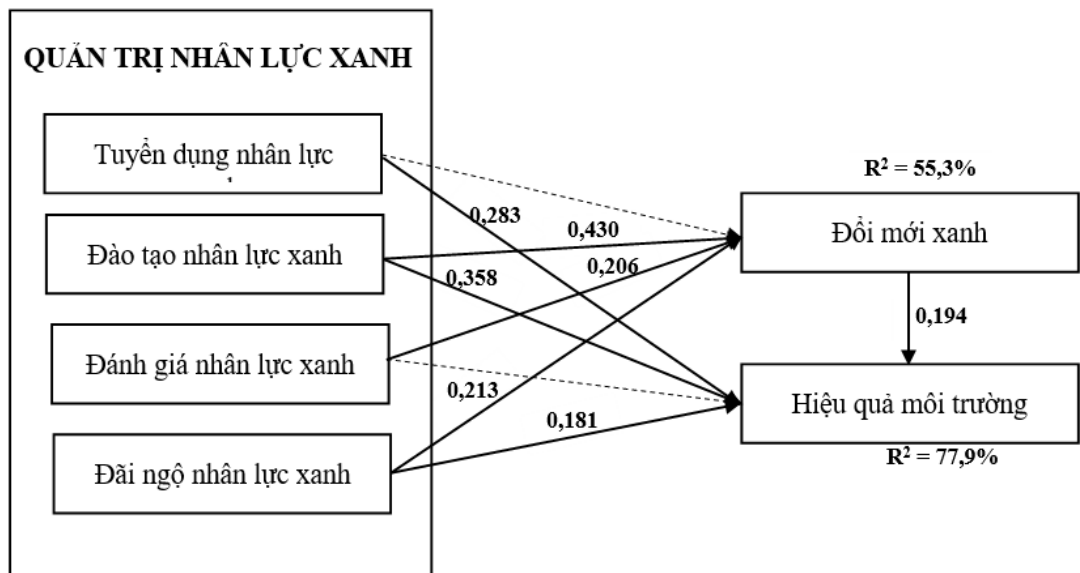 QUẢN TRỊ NHÂN LỰC XANH
Tuyển dụng nhân lực
Đào tạo nhân lực xanh
Đánh giá nhân lực xanh
Đãi ngộ nhân lực xanh
0,283
0,430
0,206
0,358
0,213
0,181
R² = 55,3%
Đổi mới xanh
0,194
Hiệu quả môi trường
R² = 77,9%